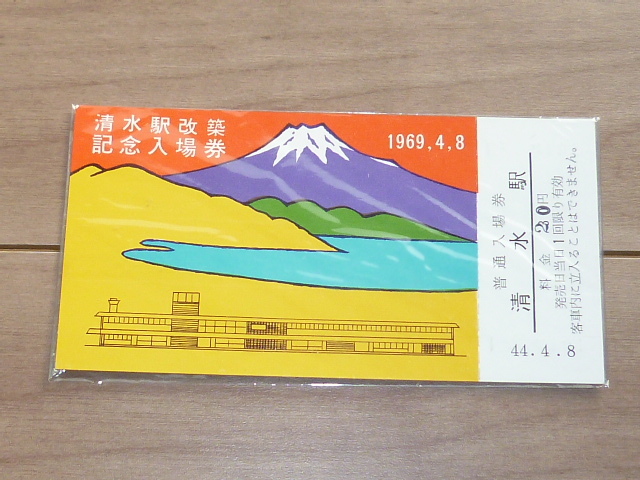 清水駅改築
記念入場券
1969,4,8
普通入場券
清水駅
料金20円
発売日当日1回限り有効
客車内に立入ることはできません。
44.4.8